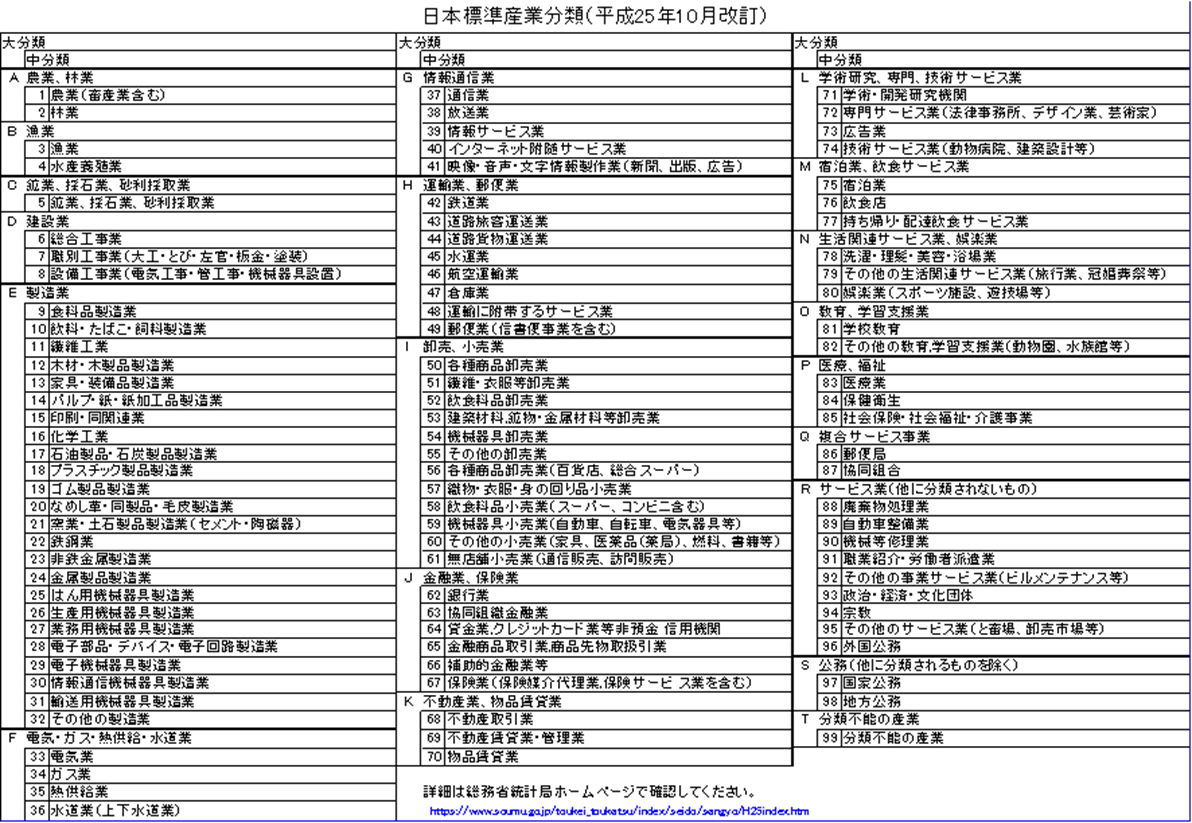 日本標準産業分類(平成25年10月改訂)
大分類
中分類
A 農業、林業
1 農業(畜産業含む)
2 林業
B 漁業
3 漁業
4 水産養殖業
C 鉱業、採石業、砂利採取業
5 鉱業、採石業、砂利採取業
D 建設業
6 総合工事業
7 職別工事業(大工・とび・左官・板金・塗装)
8 設備工事業(電気工事・管工事・機械器具設置)
E 製造業
9 食料品製造業
10 飲料・たばこ・飼料製造業
11 繊維工業
12 木材・木製品製造業
13 家具・装備品製造業
14 パルプ・紙・紙加工品製造業
15 印刷・同関連業
16 化学工業
17 石油製品・石炭製品製造業
18 プラスチック製品製造業
19 ゴム製品製造業
20 なめし革・同製品・毛皮製造業
21 窯業・土石製品製造業(セメント・陶磁器)
22 鉄鋼業
23 非鉄金属製造業
24 金属製品製造業
25 はん用機械器具製造業
26 生産用機械器具製造業
27 業務用機械器具製造業
28 電子部品・デバイス・電子回路製造業
29 電子機械器具製造業
30 情報通信機械器具製造業
31 輸送用機械器具製造業
32 その他の製造業
F 電気・ガス・熱供給・水道業
33 電気業
34 ガス業
35 熱供給業
36 水道業(上下水道業)
大分類
中分類
G 情報通信業
37 通信業
38 放送業
39 情報サービス業
40 インターネット附随サービス業
41 映像・音声・文字情報製作業(新聞、出版、広告)
H 運輸業、郵便業
42 鉄道業
43 道路旅客運送業
44 道路貨物運送業
45 水運業
46 航空運輸業
47 倉庫業
48 運輸に附帯するサービス業
49 郵便業(信書便事業を含む)
I 卸売、小売業
50 各種商品卸売業
51 繊維・衣服等卸売業
52 飲食料品卸売業
53 建築材料,鉱物・金属材料等卸売業
54 機械器具卸売業
55 その他の卸売業
56 各種商品卸売業(百貨店、総合スーパー)
57 織物・衣服・身の回り品小売業
58 飲食料品小売業(スーパー、コンビニ含む)
59 機械器具小売業(自動車、自転車、電気器具等)
60 その他の小売業(家具、医薬品(薬局)、燃料、書籍等)
61 無店舗小売業(通信販売、訪問販売)
J 金融業、保険業
62 銀行業
63 協同組織金融業
64 貸金業,クレジットカード業等非預金 信用機関
65 金融商品取引業,商品先物取扱引業
66 補助的金融業等
67 保険業(保険媒介代理業,保険サービ ス業を含む)
K 不動産業、物品賃貸業
68 不動産取引業
69 不動産賃貸業・管理業
70 物品賃貸業
詳細は総務省統計局ホームページで確認してください。
https://www.soumu.go.jp/toukei_toukatsu/index/seido/sangyo/H25index.htm
大分類
中分類
L 学術研究、専門、技術サービス業
71 学術・開発研究機関
72 専門サービス業(法律事務所、デザイン業、芸術家)
73 広告業
74 技術サービス業(動物病院、建築設計等)
M 宿泊業、飲食サービス業
75 宿泊業
76 飲食店
77 持ち帰り・配達飲食サービス業
N 生活関連サービス業、娯楽業
78 洗濯・理髪・美容・浴場業
79 その他の生活関連サービス業(旅行業、冠婚葬祭等)
80 娯楽業(スポーツ施設、遊技場等)
O 教育、学習支援業
81 学校教育
82 その他の教育,学習支援業(動物園、水族館等)
P 医療、福祉
83 医療業
84 保健衛生
85 社会保険・社会福祉・介護事業
Q 複合サービス事業
86 郵便局
87 協同組合
R サービス業(他に分類されないもの)
88 廃棄物処理業
89 自動車整備業
90 機械等修理業
91 職業紹介・労働者派遣業
92 その他の事業サービス業(ビルメンテナンス等)
93 政治・経済・文化団体
94 宗教
95 その他のサービス業(と畜場、卸売市場等)
96 外国公務
S 公務(他に分類されるものを除く)
97 国家公務
98 地方公務
T 分類不能の産業
99 分類不能の産業